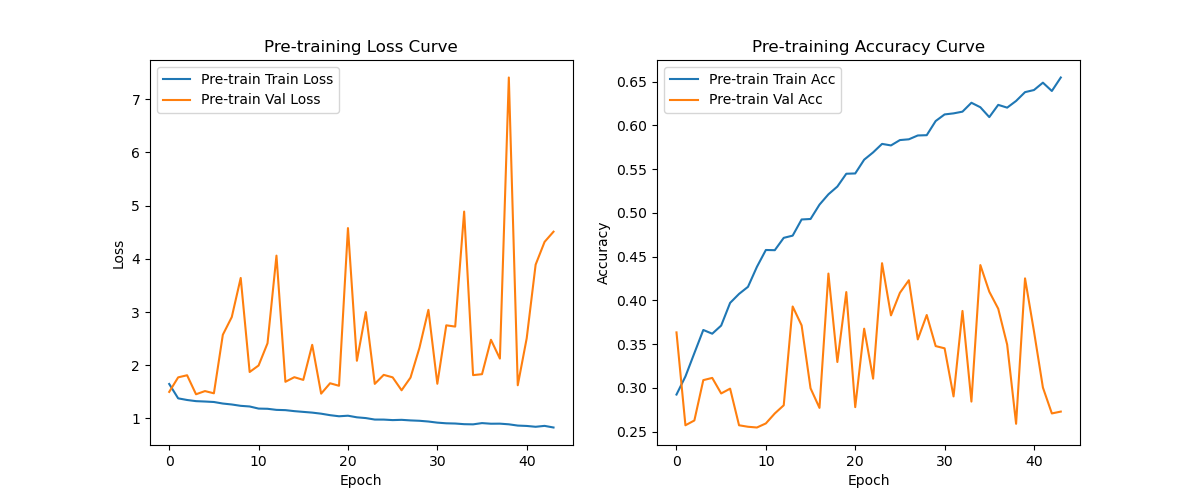 Pre-training Loss Curve
Pre-train Train Loss
Pre-train Val Loss
7
6
5
4
3
2
1
Loss
0
10
20
30
40
Epoch
Pre-training Accuracy Curve
Pre-train Train Acc
Pre-train Val Acc
0.65
0.60
0.55
0.50
0.45
0.40
0.35
0.30
0.25
Accuracy
0
10
20
30
40
Epoch